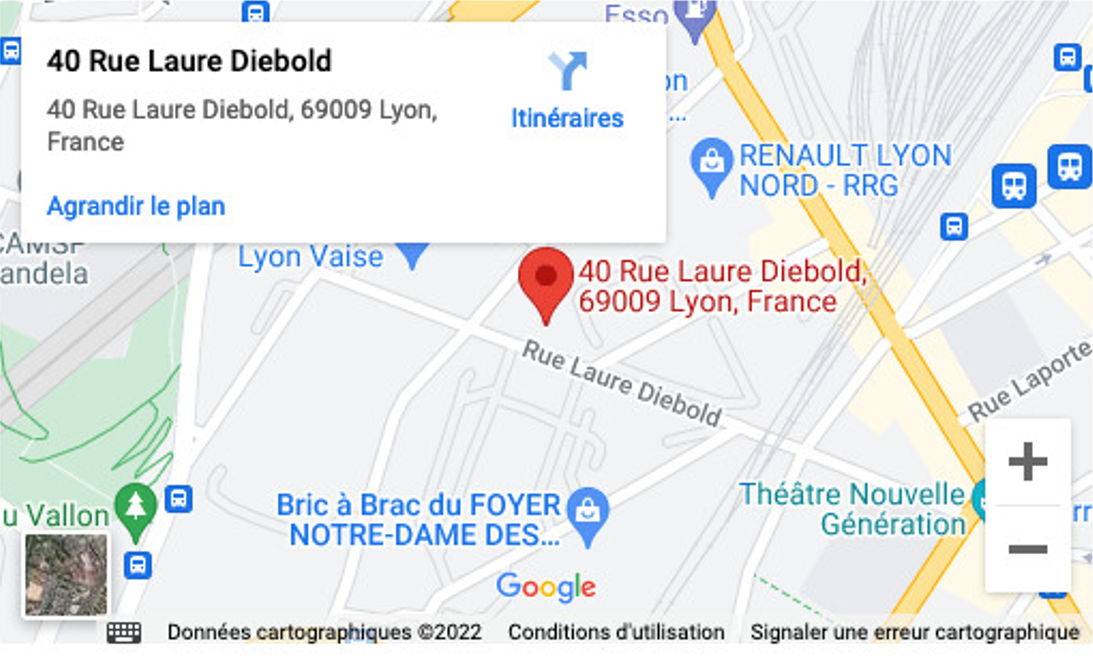 Esso
40 Rue Laure Diebold
40 Rue Laure Diebold, 69009 Lyon,
France
Itinéraires
Agrandir le plan
on
...
RENAULT LYON
NORD - RRG
andela
Lyon Vaise
40 Rue Laure Diebold,
69009 Lyon, France
Rue Laure Diebold
Rue Laporte
u Vallon
Bric à Brac du FOYER
NOTRE-DAME DES...
Théâtre Nouvelle
Génération
Google
Données cartographiques ©2022
Conditions d'utilisation
Signaler une erreur cartographique